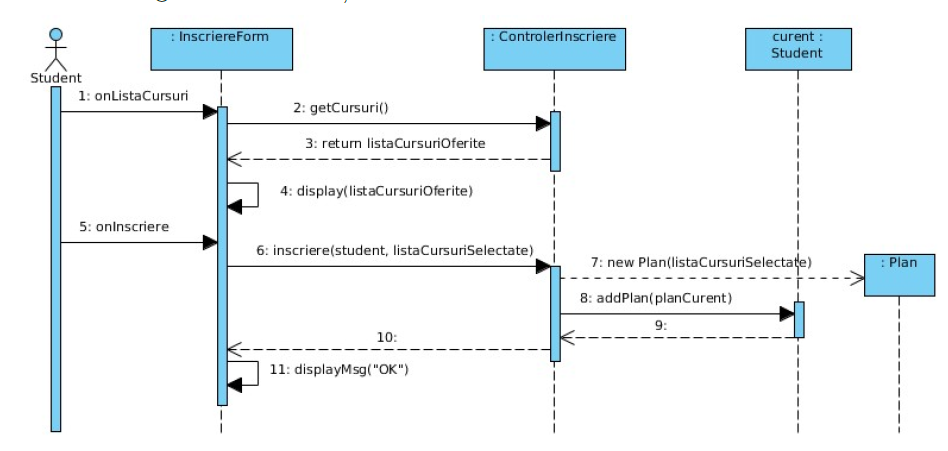 : InscriereForm
: ControlerInscriere
curent :
Student
Student
1: onListaCursuri
2: getCursuri()
3: return listaCursuriOferite
4: display(listaCursuriOferite)
5: onInscriere
6: inscriere(student, listaCursuriSelectate)
7: new Plan(listaCursuriSelectate)
: Plan
8: addPlan(planCurent)
9:
10:
11: displayMsg("OK")